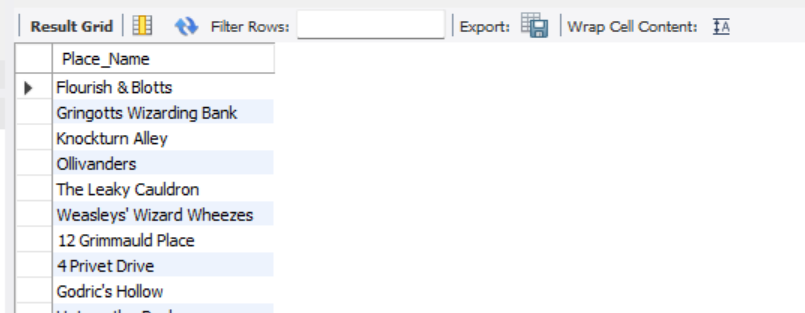 Result Grid Filter Rows: Export: Wrap Cell Content:
Place_Name
Flourish & Blotts
Gringotts Wizarding Bank
Knockturn Alley
Ollivanders
The Leaky Cauldron
Weasleys' Wizard Wheezes
12 Grimmauld Place
4 Privet Drive
Godric's Hollow